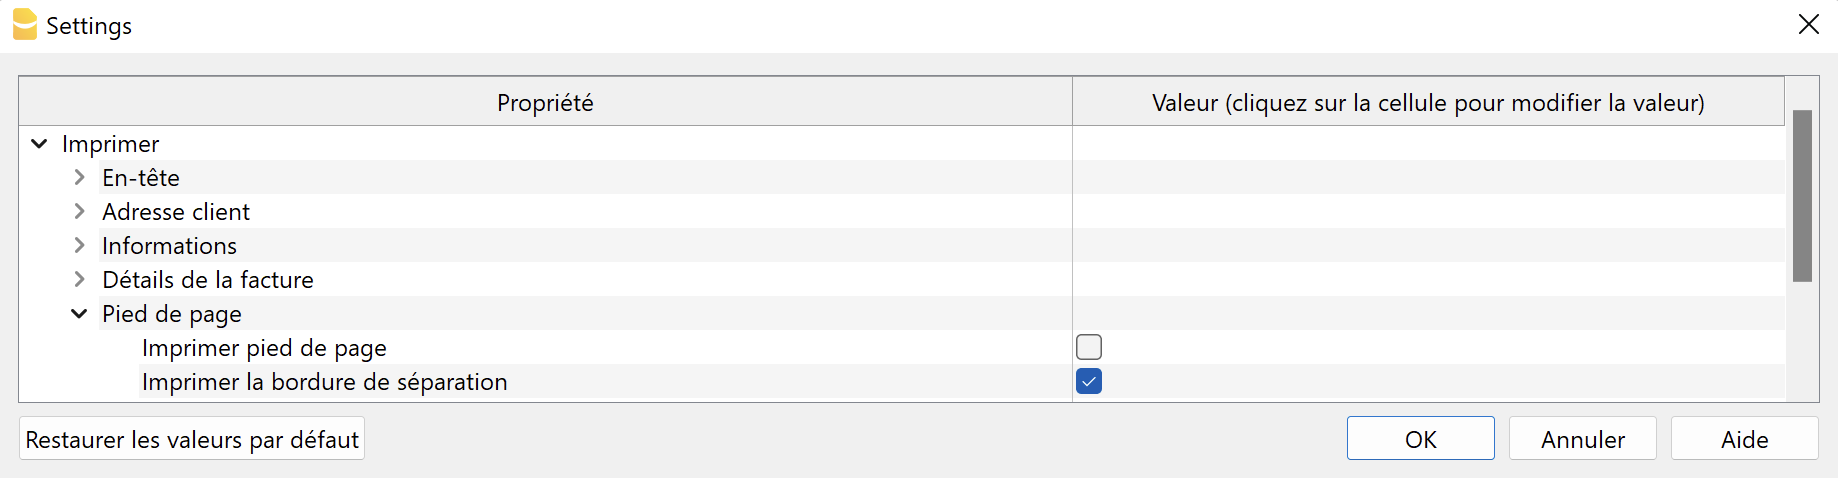 Settings
Propriété Valeur (cliquez sur la cellule pour modifier la valeur)
Imprimer
En-tête
Adresse client
Informations
Détails de la facture
Pied de page
Imprimer pied de page
Imprimer la bordure de séparation
Restaurer les valeurs par défaut OK Annuler Aide